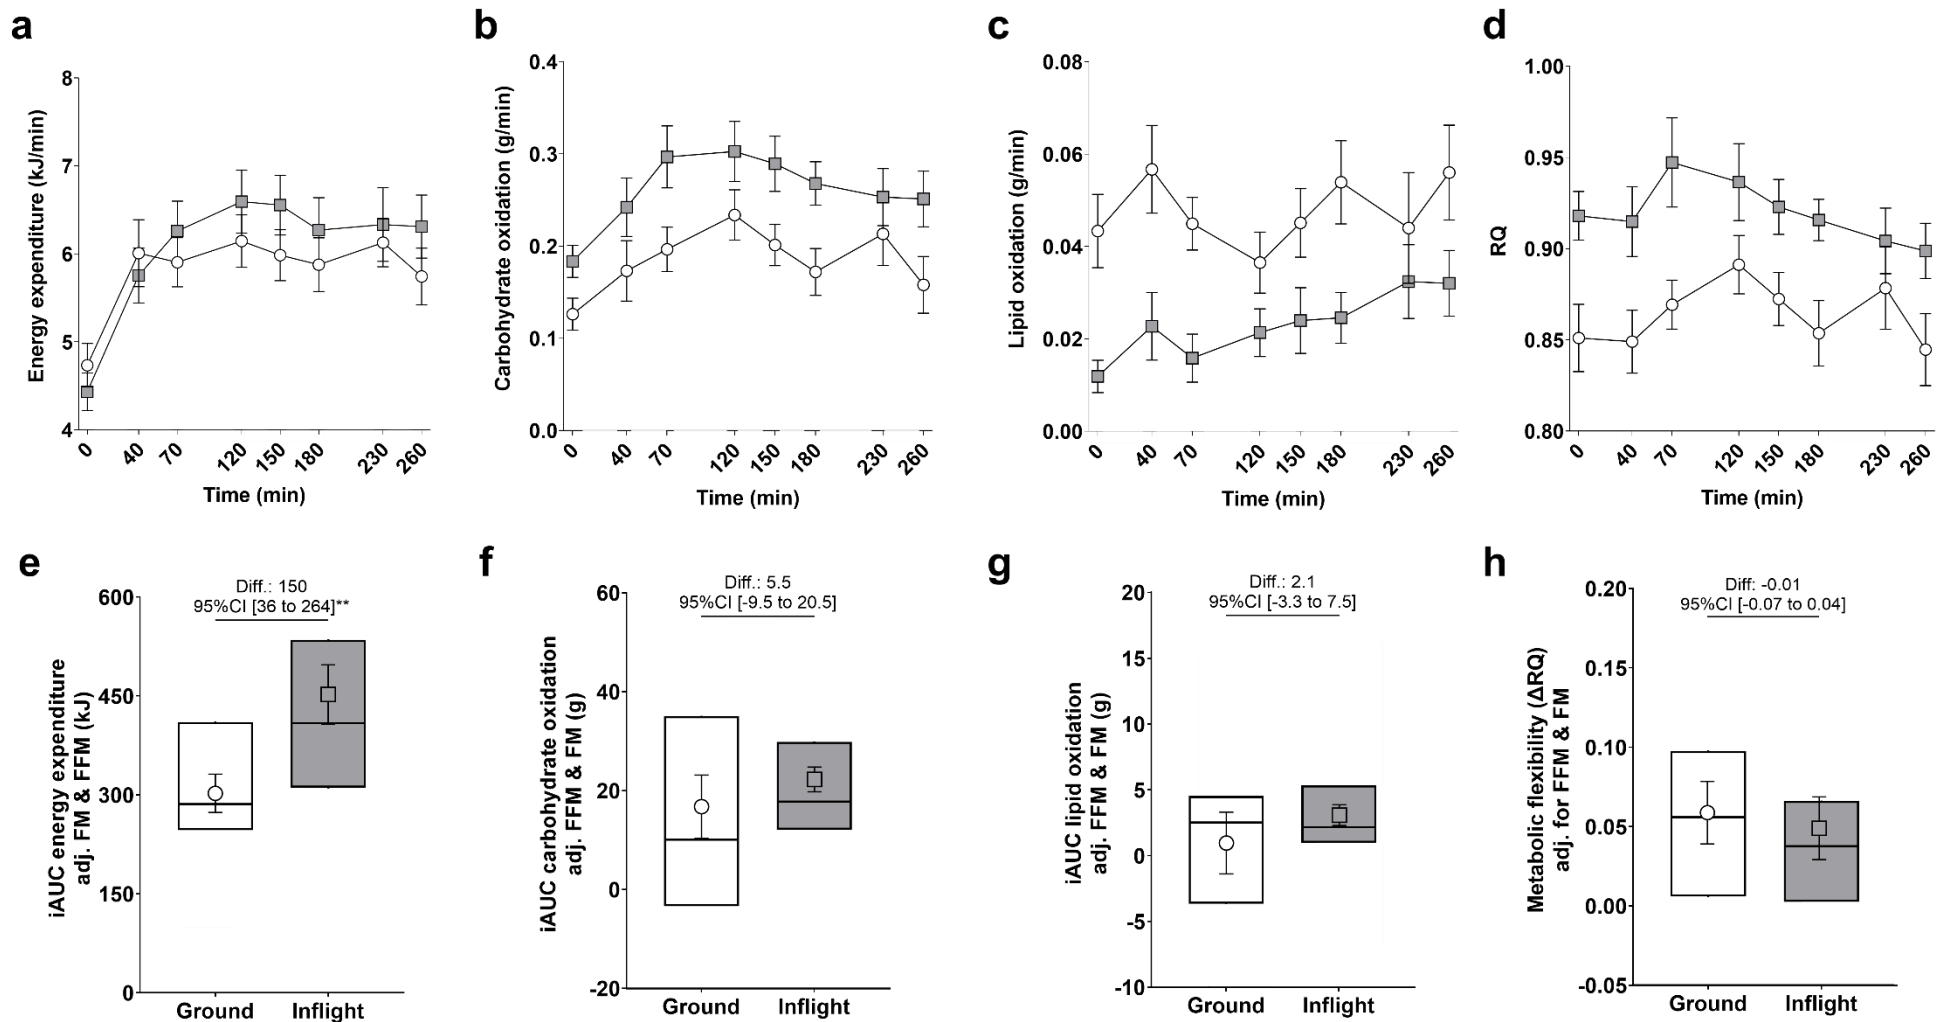 a
Energy expenditure (kJ/min)
8
7
6
5
4
0 40 70 120 150 180 230 260
Time (min)
b
Carbohydrate oxidation (g/min)
0.4
0.3
0.2
0.1
0.0
0 40 70 120 150 180 230 260
Time (min)
c
Lipid oxidation (g/min)
0.08
0.06
0.04
0.02
0.00
0 40 70 120 150 180 230 260
Time (min)
d
RQ
1.00
0.95
0.90
0.85
0.80
0 40 70 120 150 180 230 260
Time (min)
e
Diff.: 150
95%CI [36 to 264]**
iAUC energy expenditure
adj. FM & FFM (kJ)
600
450
300
150
0
Ground Inflight
f
Diff.: 5.5
95%CI [-9.5 to 20.5]
iAUC carbohydrate oxidation
adj. FFM & FM (g)
60
40
20
0
-20
Ground Inflight
g
Diff.: 2.1
95%CI [-3.3 to 7.5]
iAUC lipid oxidation
adj. FFM & FM (g)
20
15
10
5
0
-5
-10
Ground Inflight
h
Diff: -0.01
95%CI [-0.07 to 0.04]
Metabolic flexibility (ΔRQ)
adj. for FFM & FM
0.20
0.15
0.10
0.05
0.00
-0.05
Ground Inflight